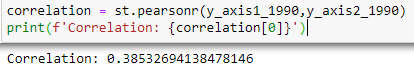 correlation = st.pearsonr(y_axis1_1990,y_axis2_1990)
print(f'Correlation: {correlation[0]}')
Correlation: 0.38532694138478146